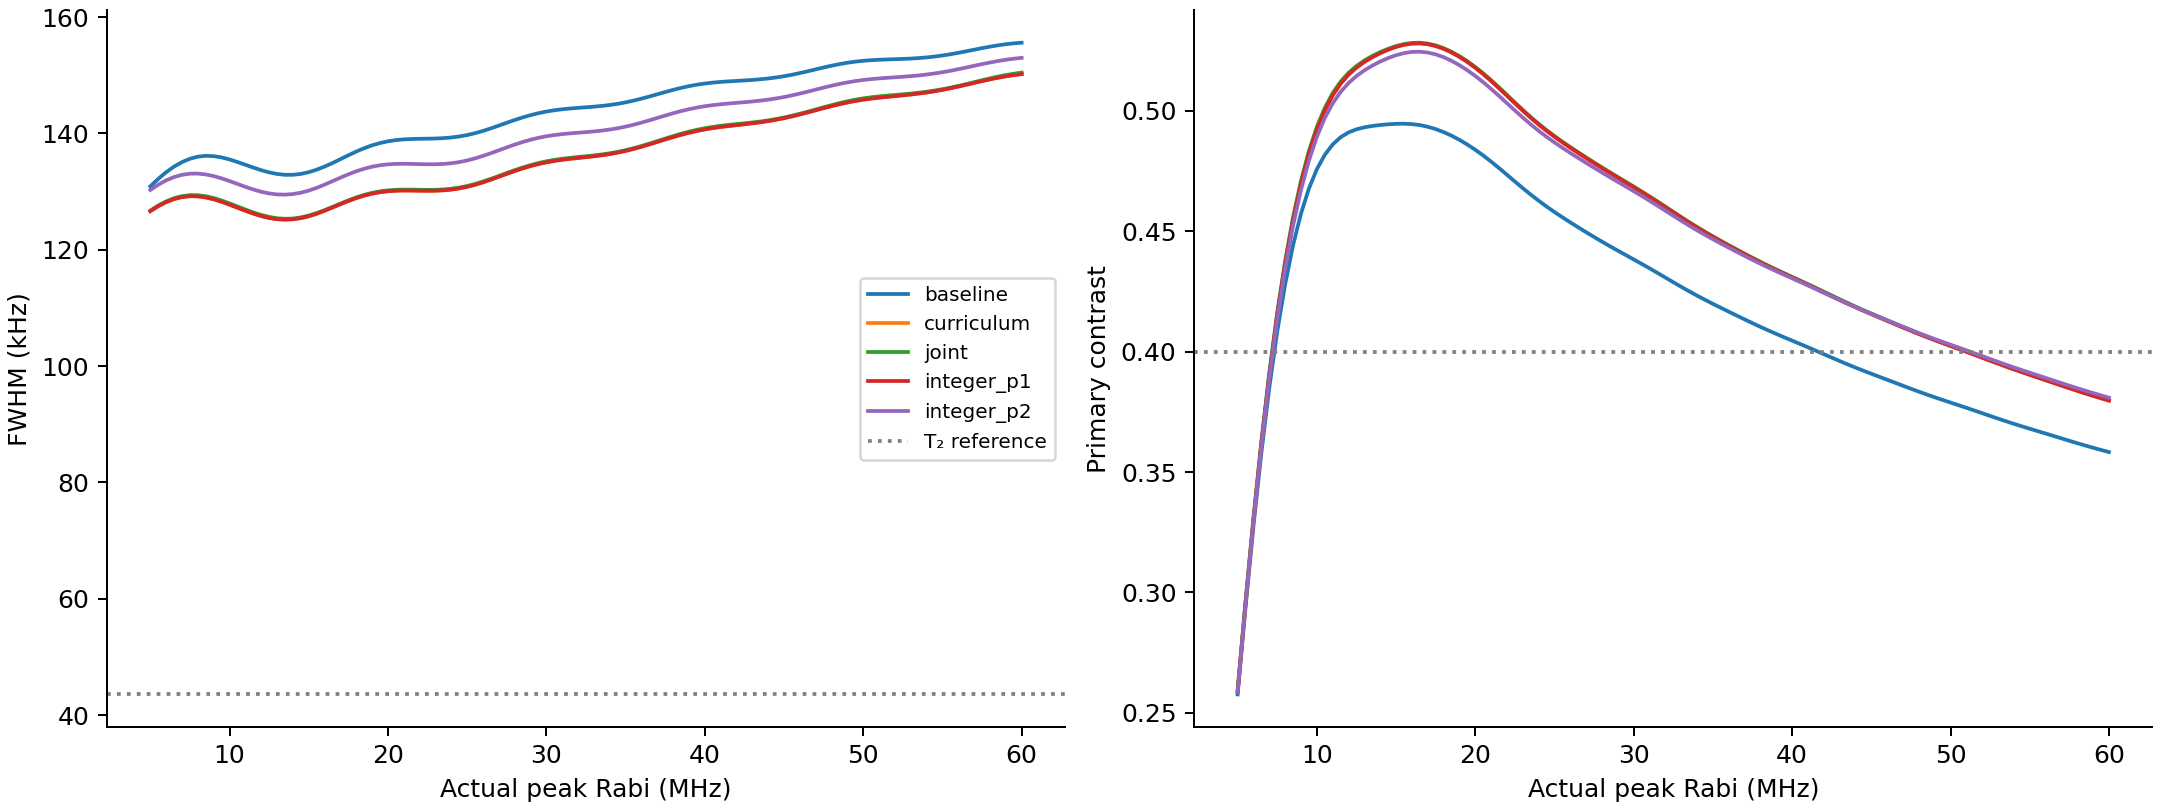 FWHM (kHz)
160
140
120
100
80
60
40
10 20 30 40 50 60
Actual peak Rabi (MHz)
baseline
curriculum
joint
integer_p1
integer_p2
T₂ reference
Primary contrast
0.50
0.45
0.40
0.35
0.30
0.25
10 20 30 40 50 60
Actual peak Rabi (MHz)